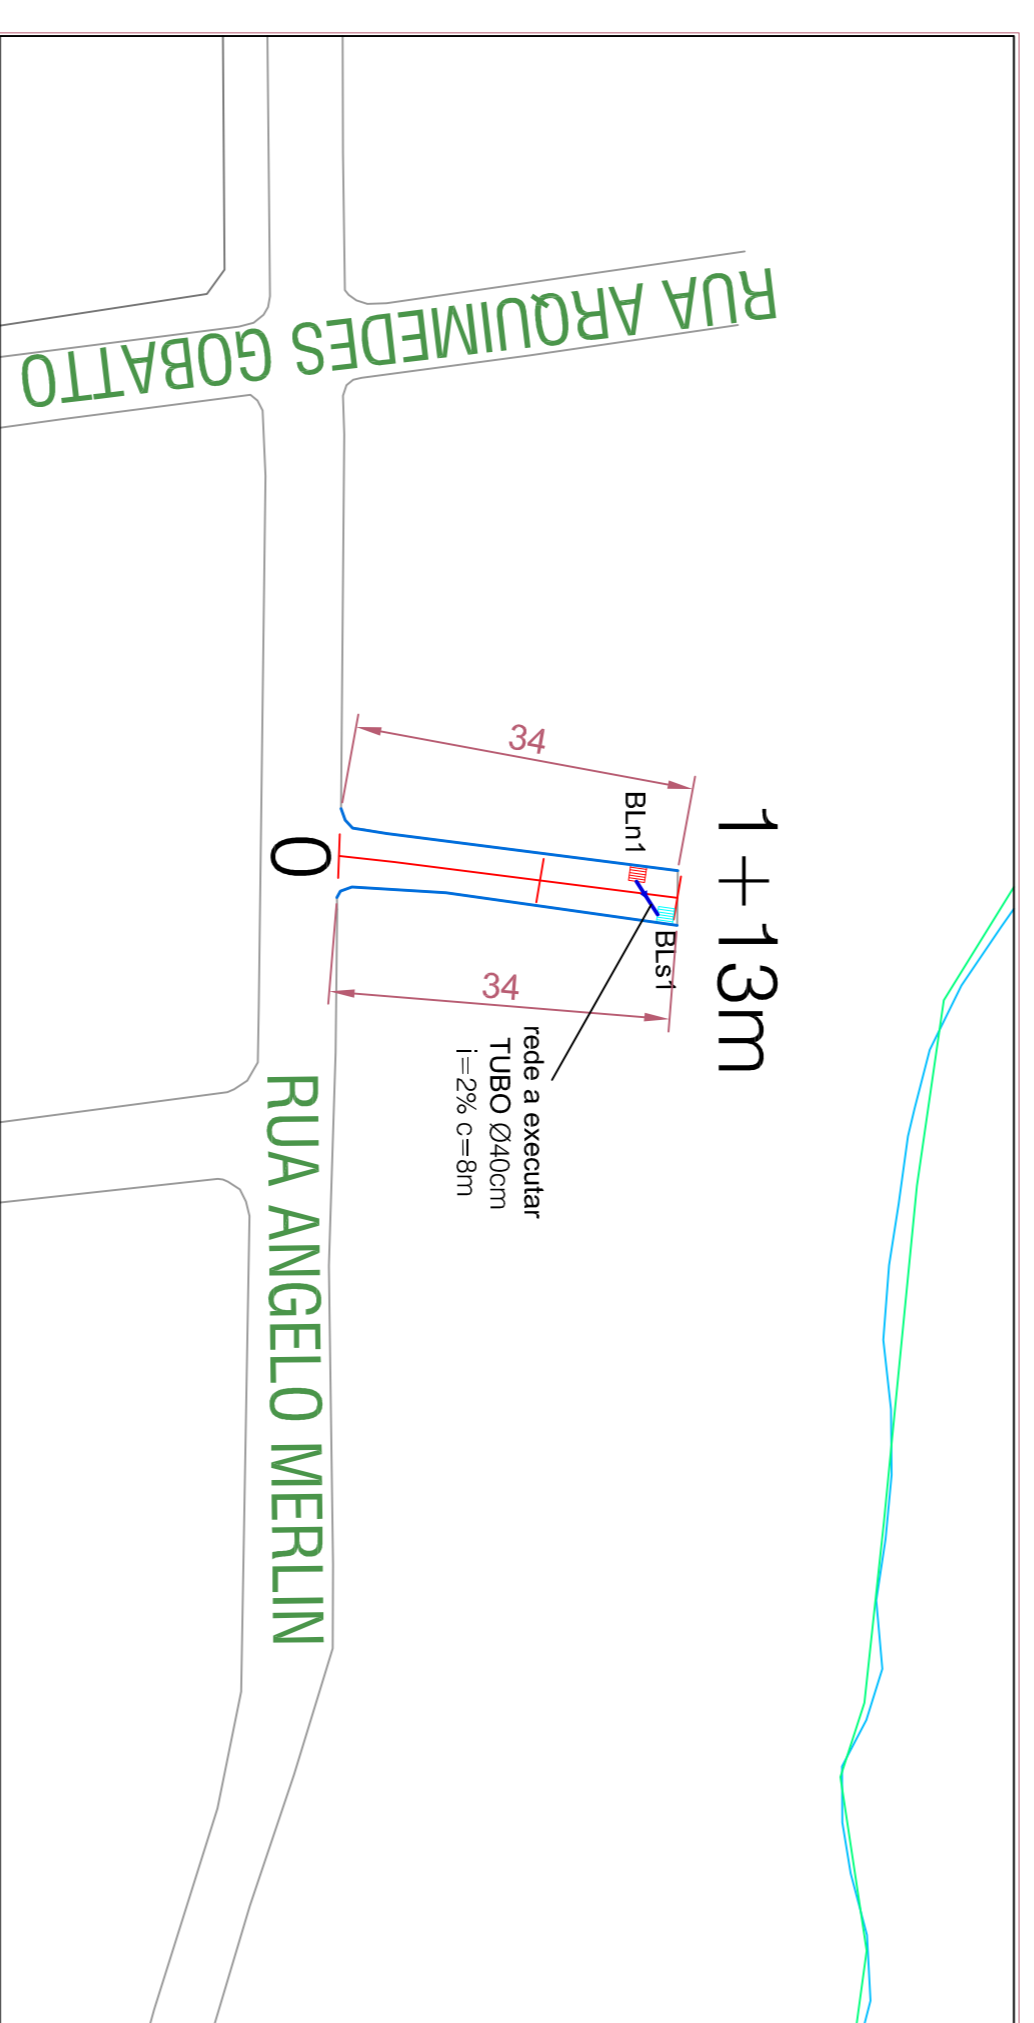 RUA ARQUIMEDES GOBATTO
34
BLn1
1+13m
0
BLs1
34
rede a executar
TUBO Ø40cm
i=2% c=8m
RUA ANGELO MERLIN